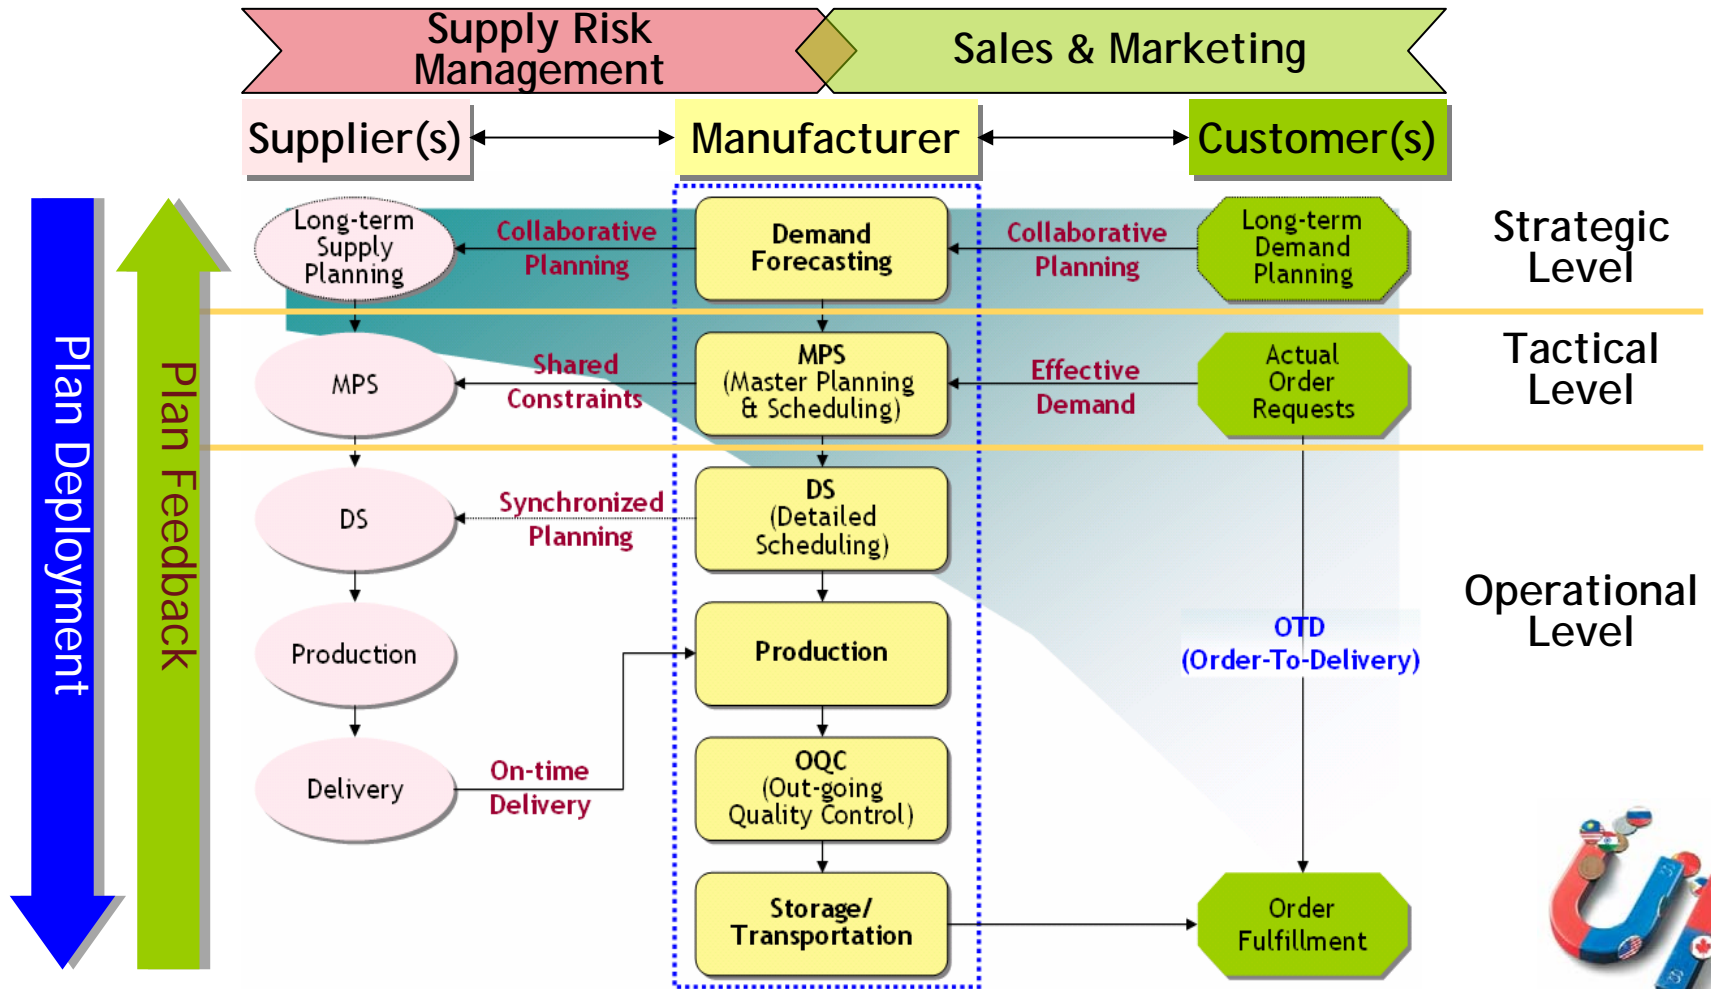 Supply Risk
Management
Sales & Marketing
Supplier(s)
Manufacturer
Customer(s)
Plan Deployment
Plan Feedback
Long-term
Supply
Planning
Collaborative
Planning
Demand
Forecasting
Collaborative
Planning
Long-term
Demand
Planning
Strategic
Level
MPS
Shared
Constraints
MPS
(Master Planning
& Scheduling)
Effective
Demand
Actual
Order
Requests
Tactical
Level
DS
Synchronized
Planning
DS
(Detailed
Scheduling)
Operational
Level
Production
Production
OTD
(Order-To-Delivery)
Delivery
On-time
Delivery
OQC
(Out-going
Quality Control)
Storage/
Transportation
Order
Fulfillment